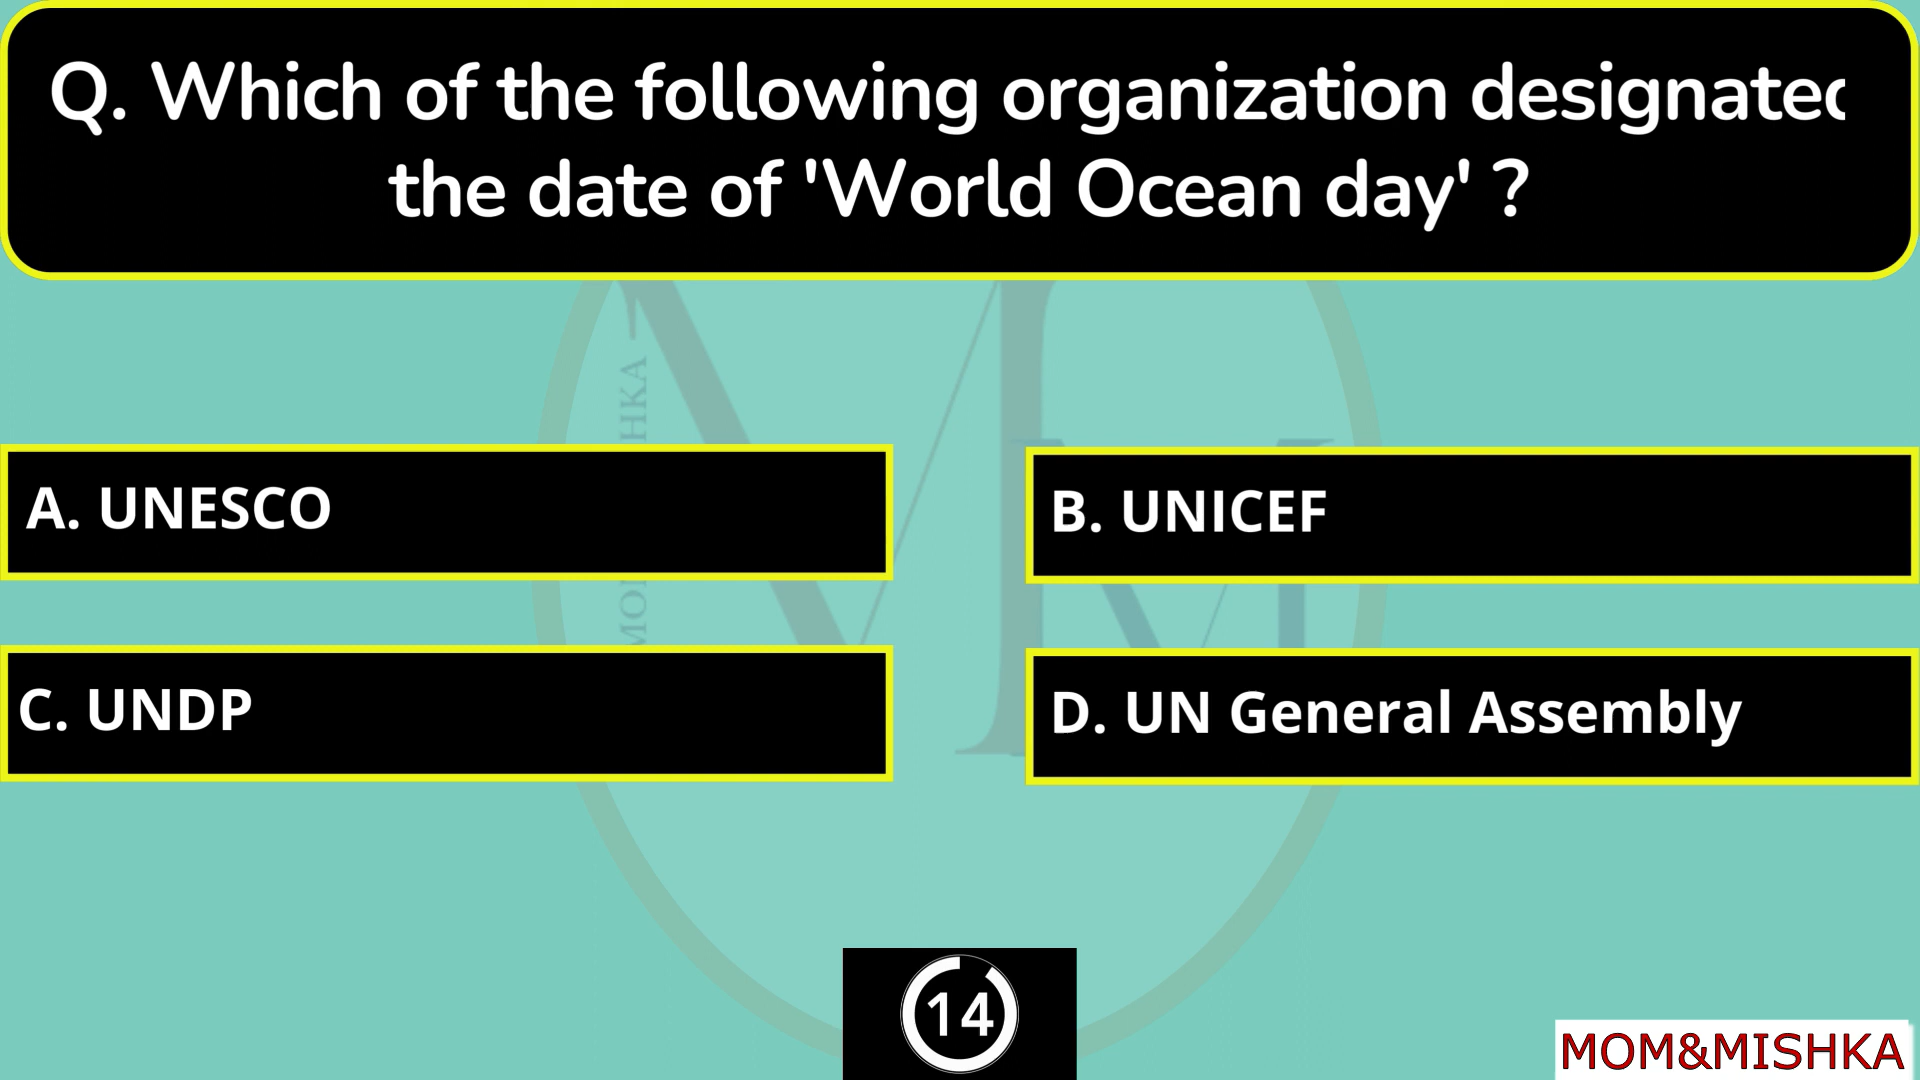 Q. Which of the following organization designated
the date of 'World Ocean day' ?
A. UNESCO
B. UNICEF
C. UNDP
D. UN General Assembly
14
MOM&MISHKA